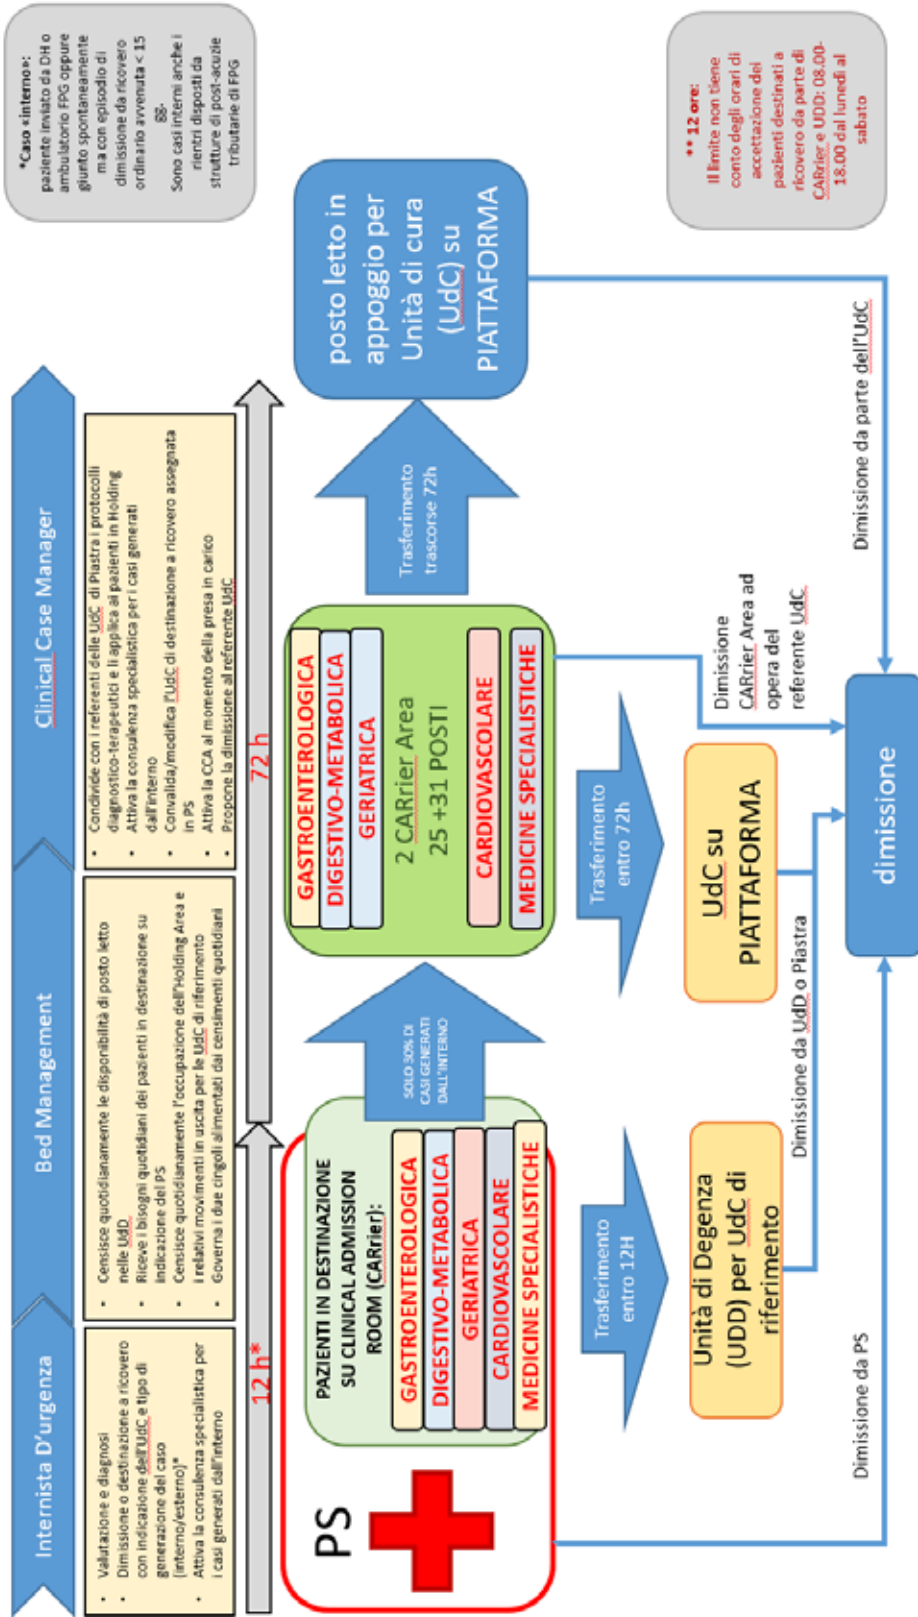 Internista D'urgenza
Bed Management
Clinical Case Manager
• Valutazione e diagnosi
• Dimissione o destinazione a ricovero
con indicazione dell'UdC e tipo di
generazione del caso
(interno/esterno)*
• Attiva la consulenza specialistica per
i casi generati dall'interno
• Censisce quotidianamente le disponibilità di posto letto
nelle UdD
• Riceve i bisogni quotidiani dei pazienti in destinazione su
indicazione del PS
• Censisce quotidianamente l'occupazione dell'Holding Area e
i relativi movimenti in uscita per le UdC di riferimento
• Governa i due cingoli alimentati dai censimenti quotidiani
• Condivide con i referenti delle UdC di Piastra i protocolli
diagnostico-terapeutici e li applica ai pazienti in Holding
• Attiva la consulenza specialistica per i casi generati
dall'interno
• Convalida/modifica l'UdC di destinazione a ricovero assegnata
in PS
• Attiva la CCA al momento della presa in carico
• Propone la dimissione al referente UdC
*Caso «interno»:
paziente inviato da DH o
ambulatorio FPG oppure
giunto spontaneamente
ma con episodio di
dimissione da ricovero
ordinario avvenuta < 15
gg-
Sono casi interni anche i
rientri disposti da
strutture di post-acuzie
tributarie di FPG
12 h*
72 h
PS
PAZIENTI IN DESTINAZIONE
SU CLINICAL ADMISSION
ROOM (CARrier):
GASTROENTEROLOGICA
DIGESTIVO-METABOLICA
GERIATRICA
CARDIOVASCOLARE
MEDICINE SPECIALISTICHE
SOLO 30% DI
CASI GENERATI
DALL'INTERNO
GASTROENTEROLOGICA
DIGESTIVO-METABOLICA
GERIATRICA
2 CARrier Area
25 +31 POSTI
CARDIOVASCOLARE
MEDICINE SPECIALISTICHE
Trasferimento
trascorse 72h
posto letto in
appoggio per
Unità di cura
(UdC) su
PIATTAFORMA
Trasferimento
entro 12H
Trasferimento
entro 72h
Unità di Degenza
(UDD) per UdC di
riferimento
UdC su
PIATTAFORMA
Dimissione
CARrier Area ad
opera del
referente UdC
** 12 ore:
Il limite non tiene
conto degli orari di
accettazione dei
pazienti destinati a
ricovero da parte di
CARrier e UDD: 08.00-
18.00 dal lunedì al
sabato
Dimissione da PS
Dimissione da UdD o Piastra
Dimissione da parte dell'UdC
dimissione